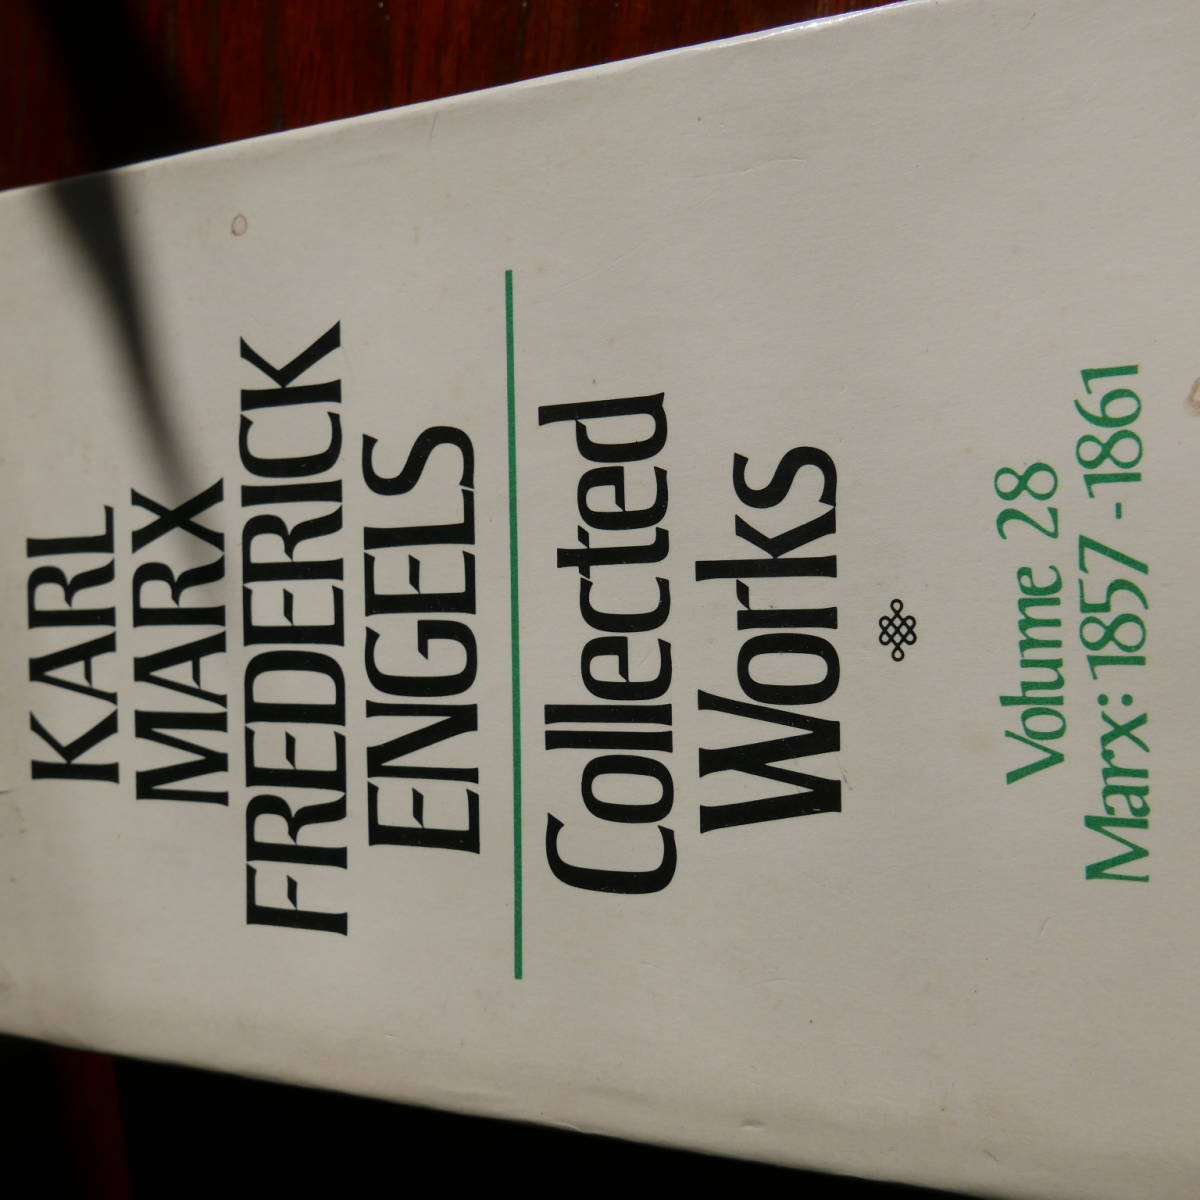 KARL
MARX
FREDERICK
ENGELS
Collected
Works
Volume 28
Marx: 1857-1861